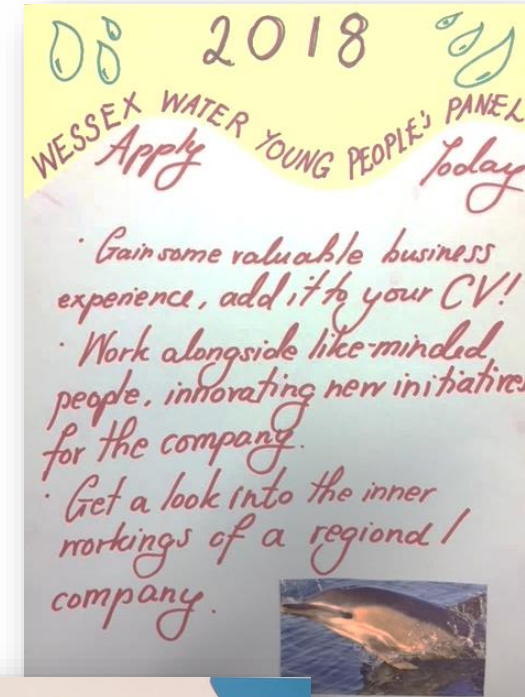 2018
WESSEX WATER YOUNG PEOPLE'S PANEL
Apply Today
· Gain some valuable business
experience, add it to your CV!
· Work alongside like-minded
people, innovating new initiatives
for the company.
· Get a look into the inner
workings of a regional
company.